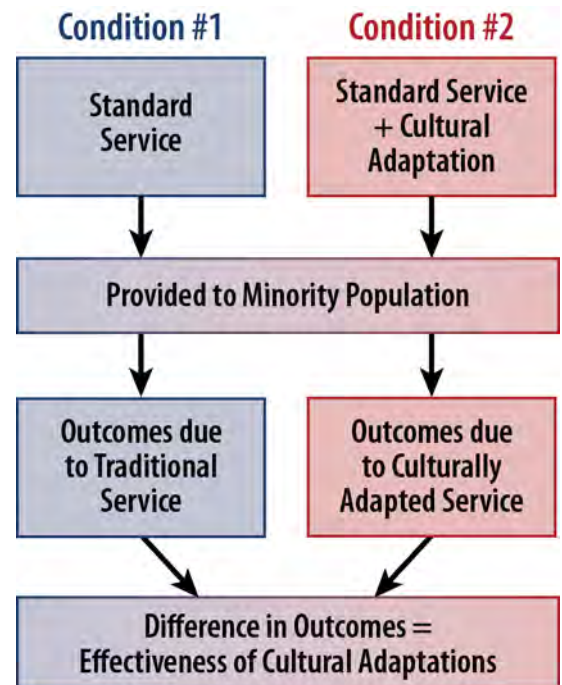 Condition #1
Condition #2
Standard
Service
Standard Service
+ Cultural
Adaptation
Provided to Minority Population
Outcomes due
to Traditional
Service
Outcomes due
to Culturally
Adapted Service
Difference in Outcomes =
Effectiveness of Cultural Adaptations